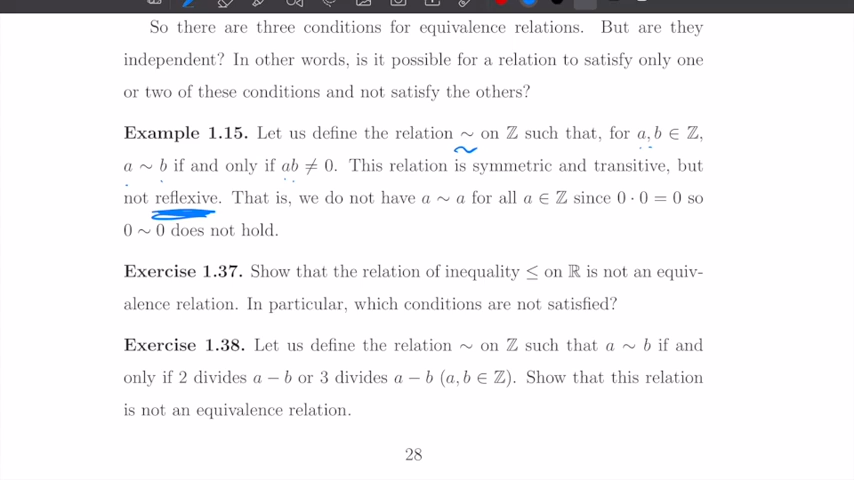 So there are three conditions for equivalence relations. But are they
independent? In other words, is it possible for a relation to satisfy only one
or two of these conditions and not satisfy the others?
Example 1.15. Let us define the relation ∼ on ℤ such that, for a, b ∈ ℤ,
a ∼ b if and only if ab ≠ 0. This relation is symmetric and transitive, but
not reflexive. That is, we do not have a ∼ a for all a ∈ ℤ since 0 · 0 = 0 so
0 ∼ 0 does not hold.
Exercise 1.37. Show that the relation of inequality ≤ on ℝ is not an equiv-
alence relation. In particular, which conditions are not satisfied?
Exercise 1.38. Let us define the relation ∼ on ℤ such that a ∼ b if and
only if 2 divides a − b or 3 divides a − b (a, b ∈ ℤ). Show that this relation
is not an equivalence relation.
28